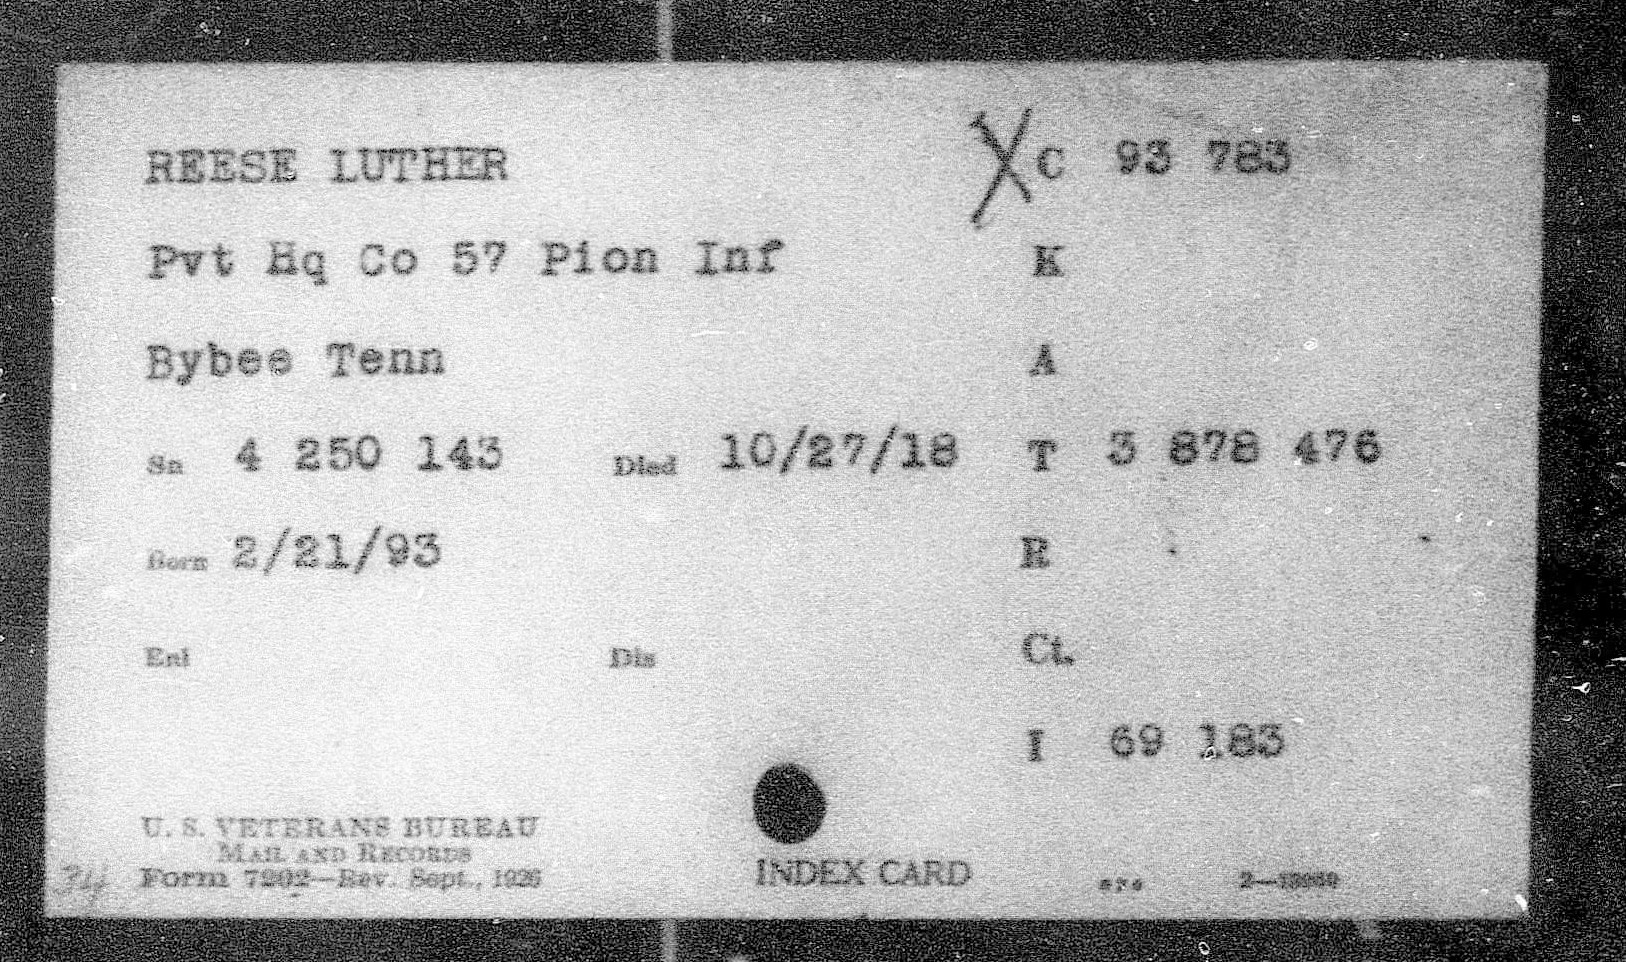 REESE LUTHER XC 93 783
Pvt Hq Co 57 Pion Inf K
Bybee Tenn A
Sn 4 250 143 Died 10/27/18 T 3 878 476
Born 2/21/93 R
Enl Dis Ct.
I 69 183
U. S. VETERANS BUREAU
MAIL AND RECORDS
Form 7202—Rev. Sept., 1926 INDEX CARD